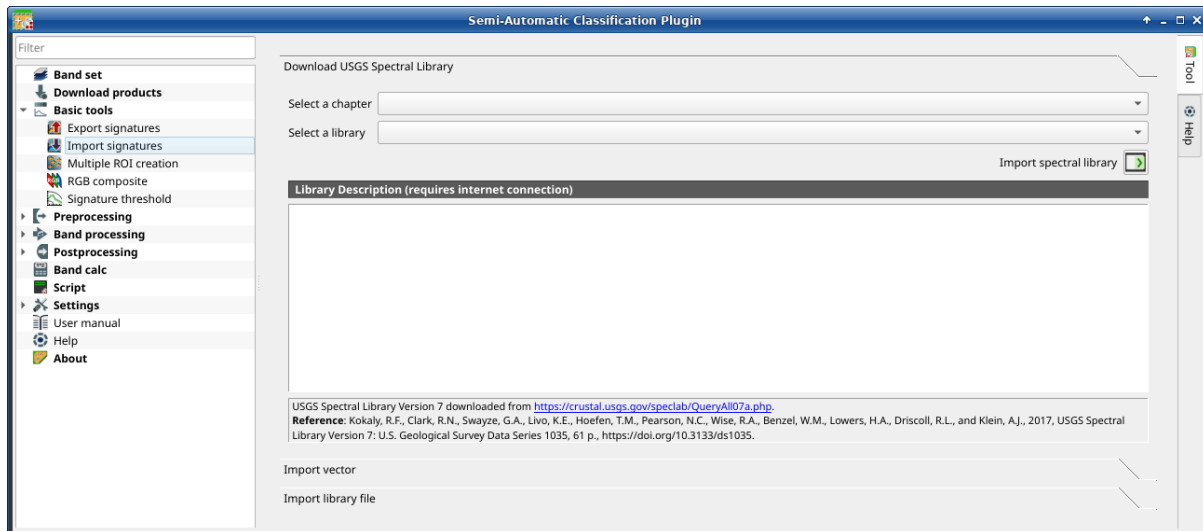 Semi-Automatic Classification Plugin
Filter
Band set
Download products
Basic tools
Export signatures
Import signatures
Multiple ROI creation
RGB composite
Signature threshold
Preprocessing
Band processing
Postprocessing
Band calc
Script
Settings
User manual
Help
About
Download USGS Spectral Library
Select a chapter
Select a library
Import spectral library
Library Description (requires internet connection)
USGS Spectral Library Version 7 downloaded from https://crustal.usgs.gov/speclab/QueryAll07a.php.
Reference: Kokaly, R.F., Clark, R.N., Swayze, G.A., Livo, K.E., Hoefen, T.M., Pearson, N.C., Wise, R.A., Benzel, W.M., Lowers, H.A., Driscoll, R.L., and Klein, A.J., 2017, USGS Spectral
Library Version 7: U.S. Geological Survey Data Series 1035, 61 p., https://doi.org/10.3133/ds1035.
Import vector
Import library file
Tool
Help